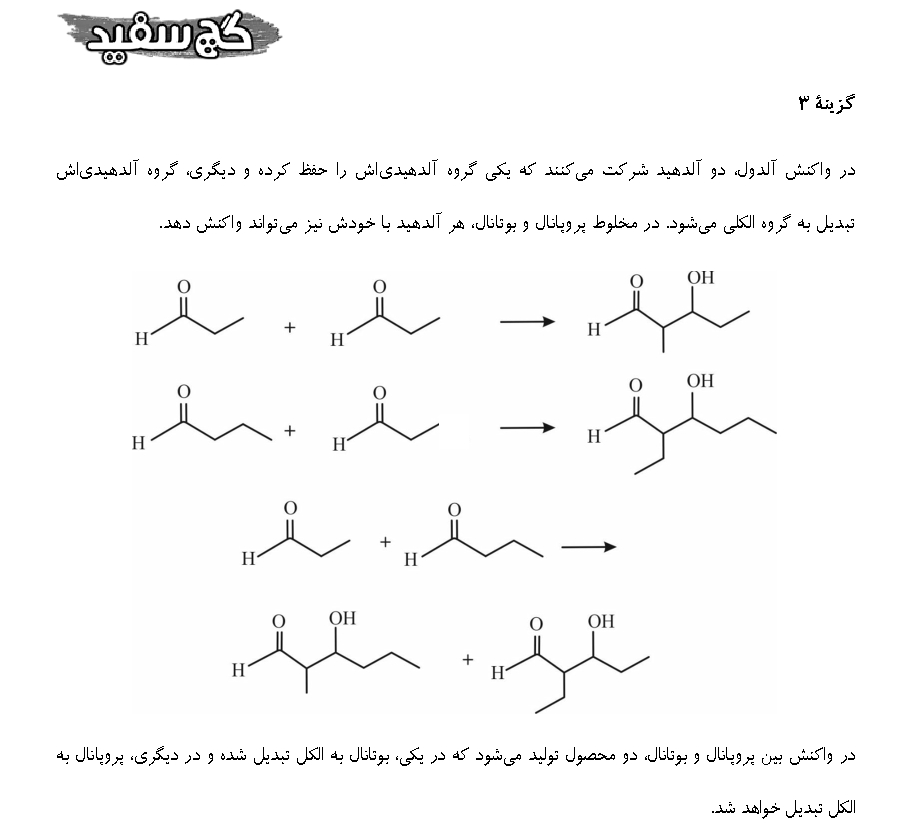 گچ سفید
گزینهٔ ۳
در واکنش آلدول، دو آلدهید شرکت می‌کنند که یکی گروه آلدهیدی‌اش را حفظ کرده و دیگری، گروه آلدهیدی‌اش
تبدیل به گروه الکلی می‌شود. در مخلوط پروپانال و بوتانال، هر آلدهید با خودش نیز می‌تواند واکنش دهد.
O O O OH
H + H H
O O O OH
H + H H
O O
H + H
O OH O OH
H + H
در واکنش بین پروپانال و بوتانال، دو محصول تولید می‌شود که در یکی، بوتانال به الکل تبدیل شده و در دیگری، پروپانال به
الکل تبدیل خواهد شد.